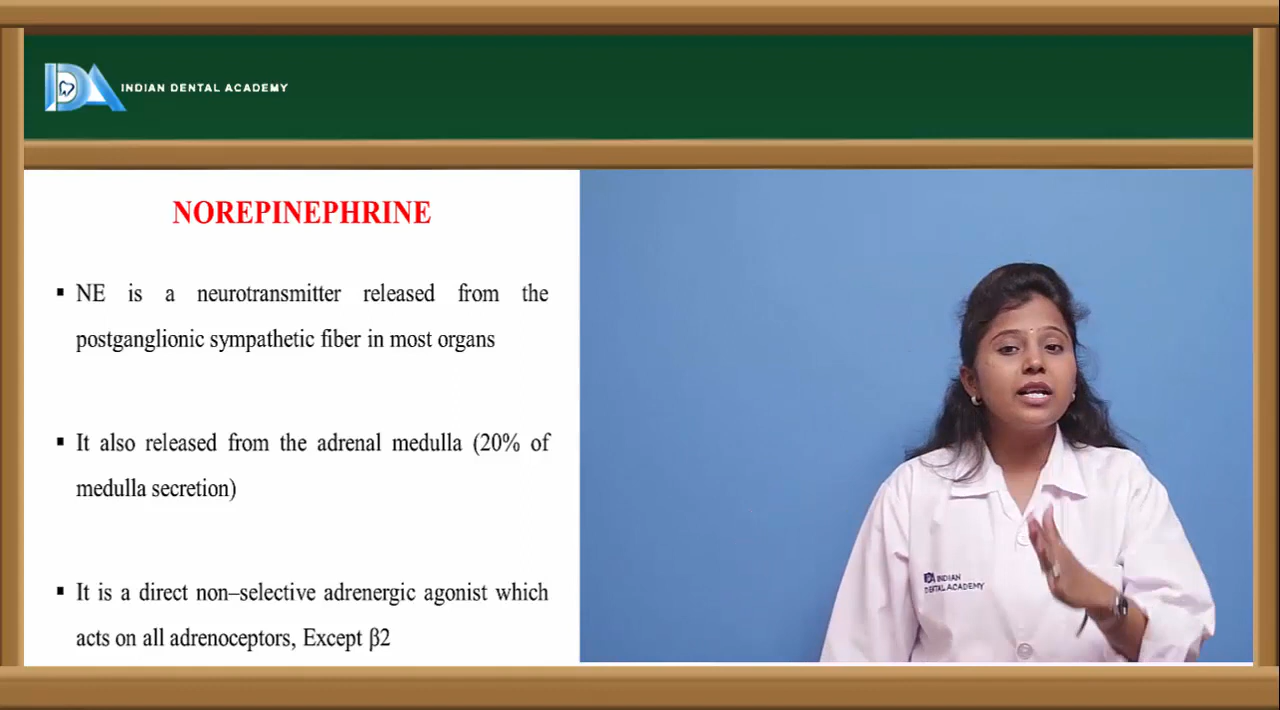 INDIAN DENTAL ACADEMY
NOREPINEPHRINE
▪ NE is a neurotransmitter released from the
postganglionic sympathetic fiber in most organs
▪ It also released from the adrenal medulla (20% of
medulla secretion)
▪ It is a direct non–selective adrenergic agonist which
acts on all adrenoceptors, Except β2
INDIAN
DENTAL ACADEMY